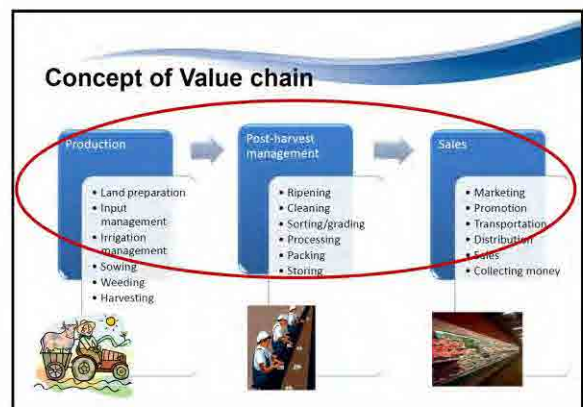 Concept of Value chain
Production
• Land preparation
• Input
management
• Irrigation
management
• Sowing
• Weeding
• Harvesting
Post-harvest
management
• Ripening
• Cleaning
• Sorting/grading
• Processing
• Packing
• Storing
Sales
• Marketing
• Promotion
• Transportation
• Distribution
• Sales
• Collecting money